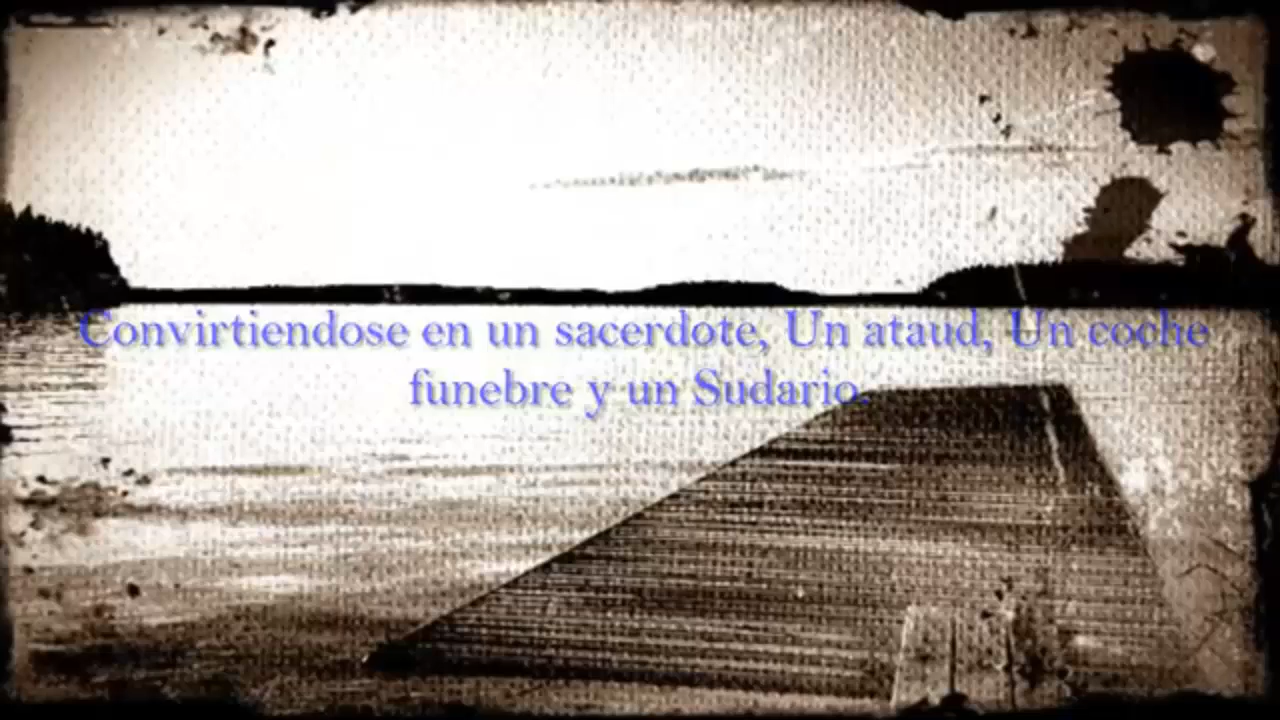 Convirtiendose en un sacerdote, Un ataud, Un coche
funebre y un Sudario.